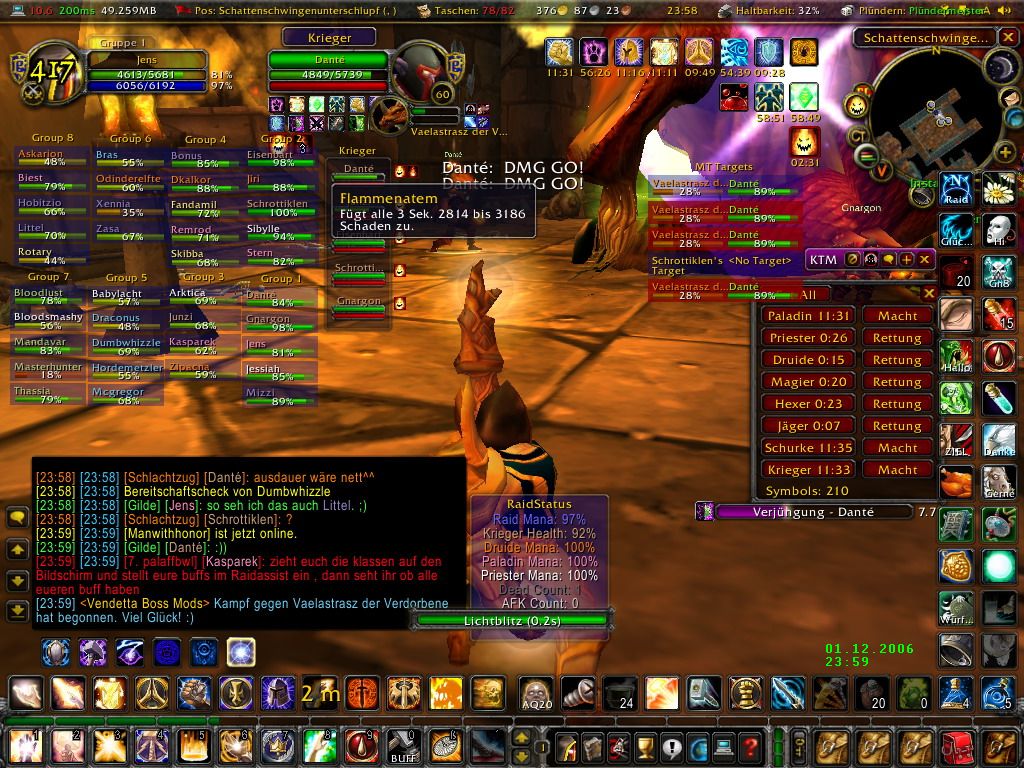 10.6 200ms 49.259MB Pos: Schattenschwingenunterschlupf (,) Taschen: 78/82 376 87 23 23:58 Haltbarkeit: 32% Plündern: Plündermeister
Gruppe 1
Krieger
Schattenschwinge...
417
Jens
4613/5681 81%
6056/6192 97%
Danté
4849/5739
60
Vaelastrasz der V...
11:31 56:26 11:16 11:11 09:49 54:39 09:28
58:51 58:49
02:31
Group 8 Group 6 Group 4 Group 2
Askarion 48% Bras 55% Bonus 85% Eisenbart 98%
Biest 79% Odinderelfte 60% Dkalkor 88% Jiri 88%
Hobitzio 66% Xennia 35% Fandamil 72% Schrottiklen 100%
Littel 70% Zasa 67% Remrod 71% Sibylle 94%
Rotary 44% Skibba 68% Stern 82%
Group 7 Group 5 Group 3 Group 1
Bloodlust 78% Babylacht 57% Arktica 69% Danté 84%
Bloodsmashy 56% Draconus 48% Junzi 68% Gnargon 98%
Mandavar 83% Dumbwhizzle 69% Kasparek 62% Jens 81%
Masterhunter 18% Hordemetzler 55% Zipacna 59% Jessiah 85%
Thassia 79% Mcgregor 68% Mizzi 89%
Krieger
Danté
Schrotti...
Gnargon
Danté
Danté: DMG GO!
Danté: DMG GO!
Flammenatem
Fügt alle 3 Sek. 2814 bis 3186
Schaden zu.
MT Targets
Vaelastrasz d... 28% Danté 89%
Vaelastrasz d... 28% Danté 89%
Vaelastrasz d... 28% Danté 89%
Schrottiklen's Target <No Target>
Vaelastrasz d... 28% Danté 89%
Gnargon
KTM
All
Paladin 11:31 Macht
Priester 0:26 Rettung
Druide 0:15 Rettung
Magier 0:20 Rettung
Hexer 0:23 Rettung
Jäger 0:07 Rettung
Schurke 11:35 Macht
Krieger 11:33 Macht
Symbols: 210
Verjüngung - Danté 7.7
Raid
Hi
20
15
Hallo
ZIEL
Danke
Gerne
[23:58] [23:58] [Schlachtzug] [Danté]: ausdauer wäre nett^^
[23:58] [23:58] Bereitschaftscheck von Dumbwhizzle
[23:58] [23:58] [Gilde] [Jens]: so seh ich das auch Littel. ;)
[23:58] [23:58] [Schlachtzug] [Schrottiklen]: ?
[23:59] [23:59] [Manwithhonor] ist jetzt online.
[23:59] [23:59] [Gilde] [Danté]: :))
[23:59] [23:59] [7. palaffbwl] [Kasparek]: zieht euch die klassen auf den
Bildschirm und stellt eure buffs im Raidassist ein , dann seht ihr ob alle
eueren buff haben
[23:59] [23:59] <Vendetta Boss Mods> Kampf gegen Vaelastrasz der Verdorbene
hat begonnen. Viel Glück! :)
RaidStatus
Raid Mana: 97%
Krieger Health: 92%
Druide Mana: 100%
Paladin Mana: 100%
Priester Mana: 100%
Dead Count: 1
AFK Count: 0
Lichtblitz (0.2s)
01.12.2006
23:59
2 m
AQ20
24
20
0
4
5
1 2 3 4 5 6 7 8 9 0
BUFF